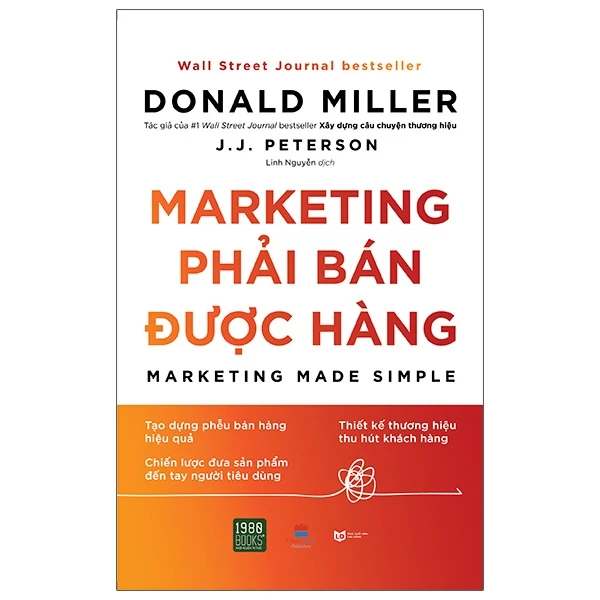 Wall Street Journal bestseller
DONALD MILLER
Tác giả của #1 Wall Street Journal bestseller Xây dựng câu chuyện thương hiệu
J.J. PETERSON
Linh Nguyễn dịch
MARKETING
PHẢI BÁN
ĐƯỢC HÀNG
MARKETING MADE SIMPLE
Tạo dựng phễu bán hàng
hiệu quả
Chiến lược đưa sản phẩm
đến tay người tiêu dùng
Thiết kế thương hiệu
thu hút khách hàng
1980
BOOKS
LĐ